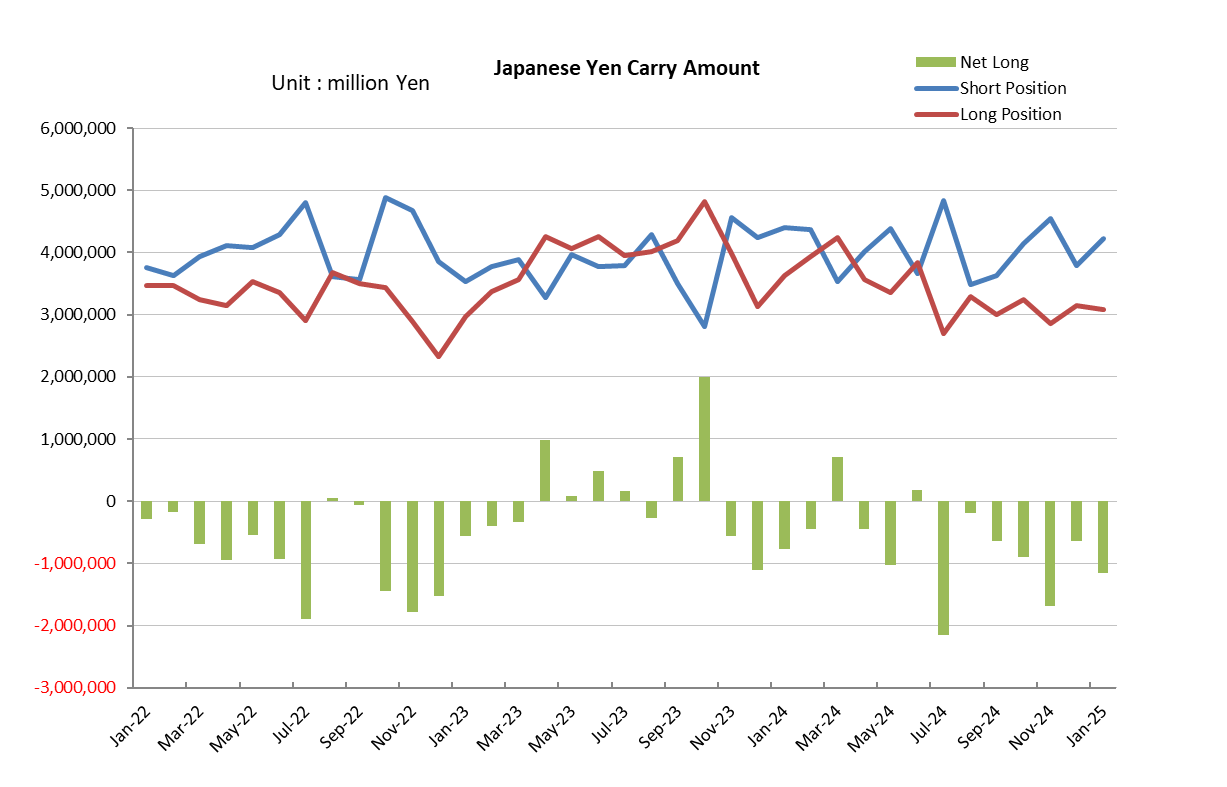 Japanese Yen Carry Amount
Unit : million Yen
Net Long
Short Position
Long Position
6,000,000
5,000,000
4,000,000
3,000,000
2,000,000
1,000,000
0
-1,000,000
-2,000,000
-3,000,000
Jan-22
Mar-22
May-22
Jul-22
Sep-22
Nov-22
Jan-23
Mar-23
May-23
Jul-23
Sep-23
Nov-23
Jan-24
Mar-24
May-24
Jul-24
Sep-24
Nov-24
Jan-25